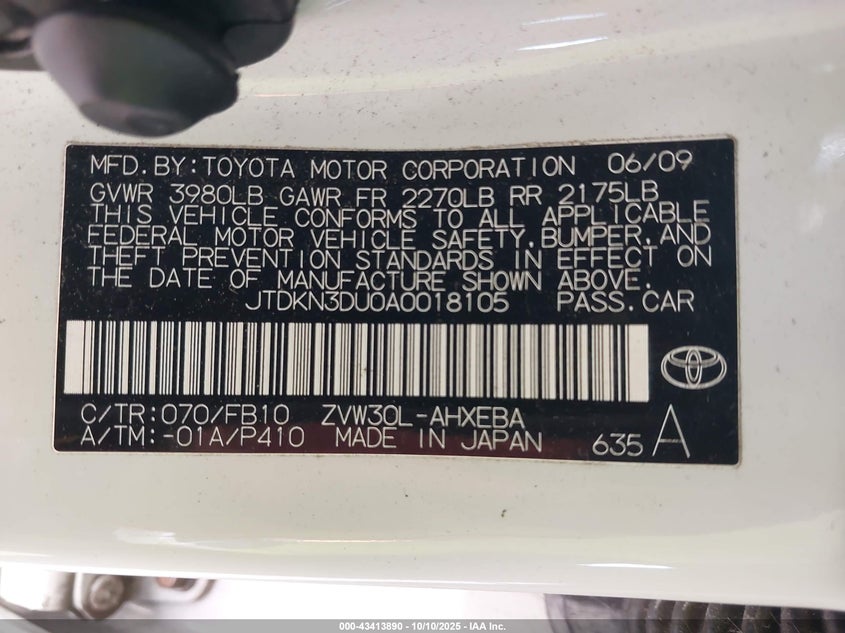 MFD.BY:TOYOTA MOTOR CORPORATION 06/09
GVWR 3980LB GAWR FR 2270LB RR 2175LB
THIS VEHICLE CONFORMS TO ALL APPLICABLE
FEDERAL MOTOR VEHICLE SAFETY,BUMPER,AND
THEFT PREVENTION STANDARDS IN EFFECT ON
THE DATE OF MANUFACTURE SHOWN ABOVE.
JTDKN3DU0A0018105 PASS.CAR
C/TR:070/FB10 ZVW30L-AHXEBA
A/TM:-01A/P410 MADE IN JAPAN 635 A
000-43413890 - 10/10/2025 - IAA Inc.